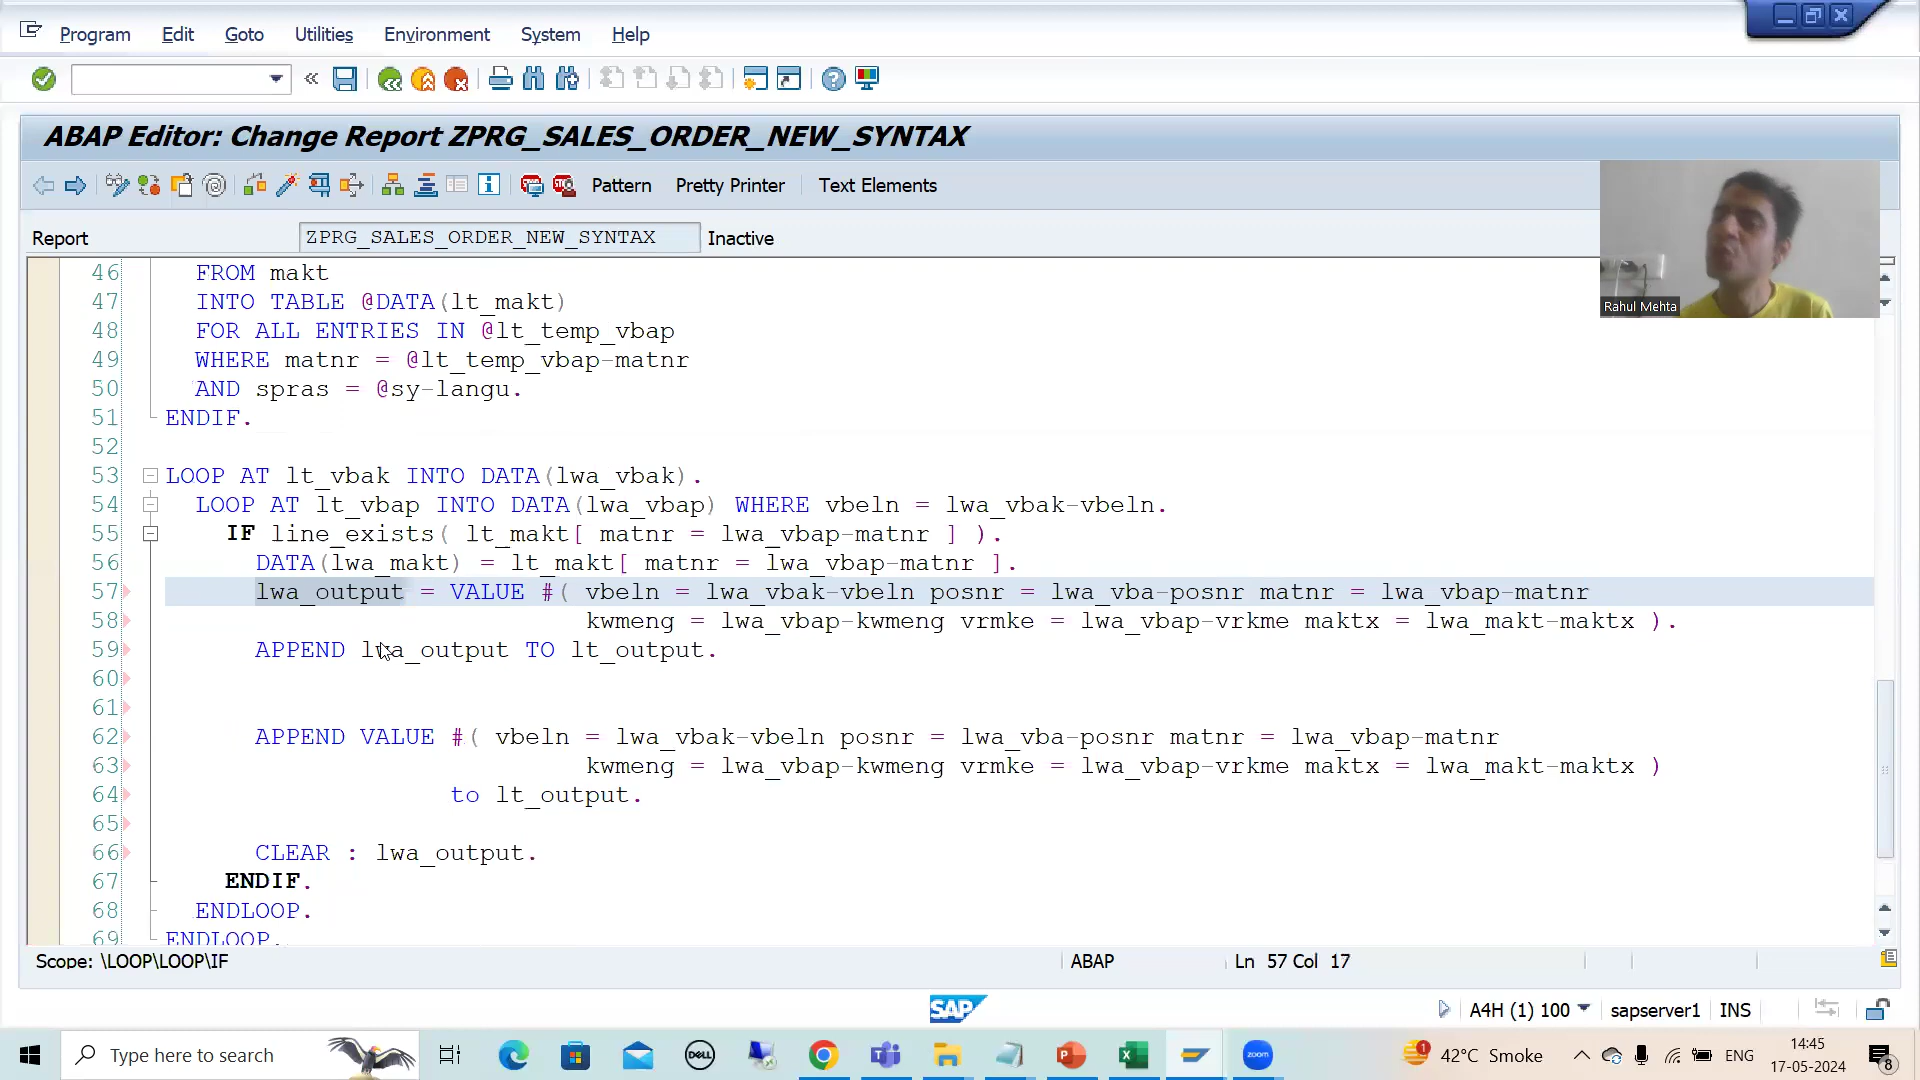 Program Edit Goto Utilities Environment System Help
ABAP Editor: Change Report ZPRG_SALES_ORDER_NEW_SYNTAX
Pattern Pretty Printer Text Elements
Report ZPRG_SALES_ORDER_NEW_SYNTAX Inactive
Rahul Mehta
46 FROM makt
47 INTO TABLE @DATA(lt_makt)
48 FOR ALL ENTRIES IN @lt_temp_vbap
49 WHERE matnr = @lt_temp_vbap-matnr
50 AND spras = @sy-langu.
51 ENDIF.
52
53 LOOP AT lt_vbak INTO DATA(lwa_vbak).
54 LOOP AT lt_vbap INTO DATA(lwa_vbap) WHERE vbeln = lwa_vbak-vbeln.
55 IF line_exists( lt_makt[ matnr = lwa_vbap-matnr ] ).
56 DATA(lwa_makt) = lt_makt[ matnr = lwa_vbap-matnr ].
57 lwa_output = VALUE #( vbeln = lwa_vbak-vbeln posnr = lwa_vba-posnr matnr = lwa_vbap-matnr
58 kwmeng = lwa_vbap-kwmeng vrmke = lwa_vbap-vrkme maktx = lwa_makt-maktx ).
59 APPEND lwa_output TO lt_output.
60
61
62 APPEND VALUE #( vbeln = lwa_vbak-vbeln posnr = lwa_vba-posnr matnr = lwa_vbap-matnr
63 kwmeng = lwa_vbap-kwmeng vrmke = lwa_vbap-vrkme maktx = lwa_makt-maktx )
64 to lt_output.
65
66 CLEAR : lwa_output.
67 ENDIF.
68 ENDLOOP.
69 ENDLOOP.
Scope: \LOOP\LOOP\IF ABAP Ln 57 Col 17
SAP A4H (1) 100 sapserver1 INS
Type here to search DELL zoom 1 42°C Smoke ENG 14:45
17-05-2024 8